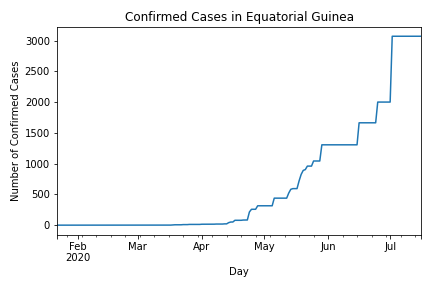 Confirmed Cases in Equatorial Guinea
Number of Confirmed Cases
3000
2500
2000
1500
1000
500
0
Feb Mar Apr May Jun Jul
2020
Day